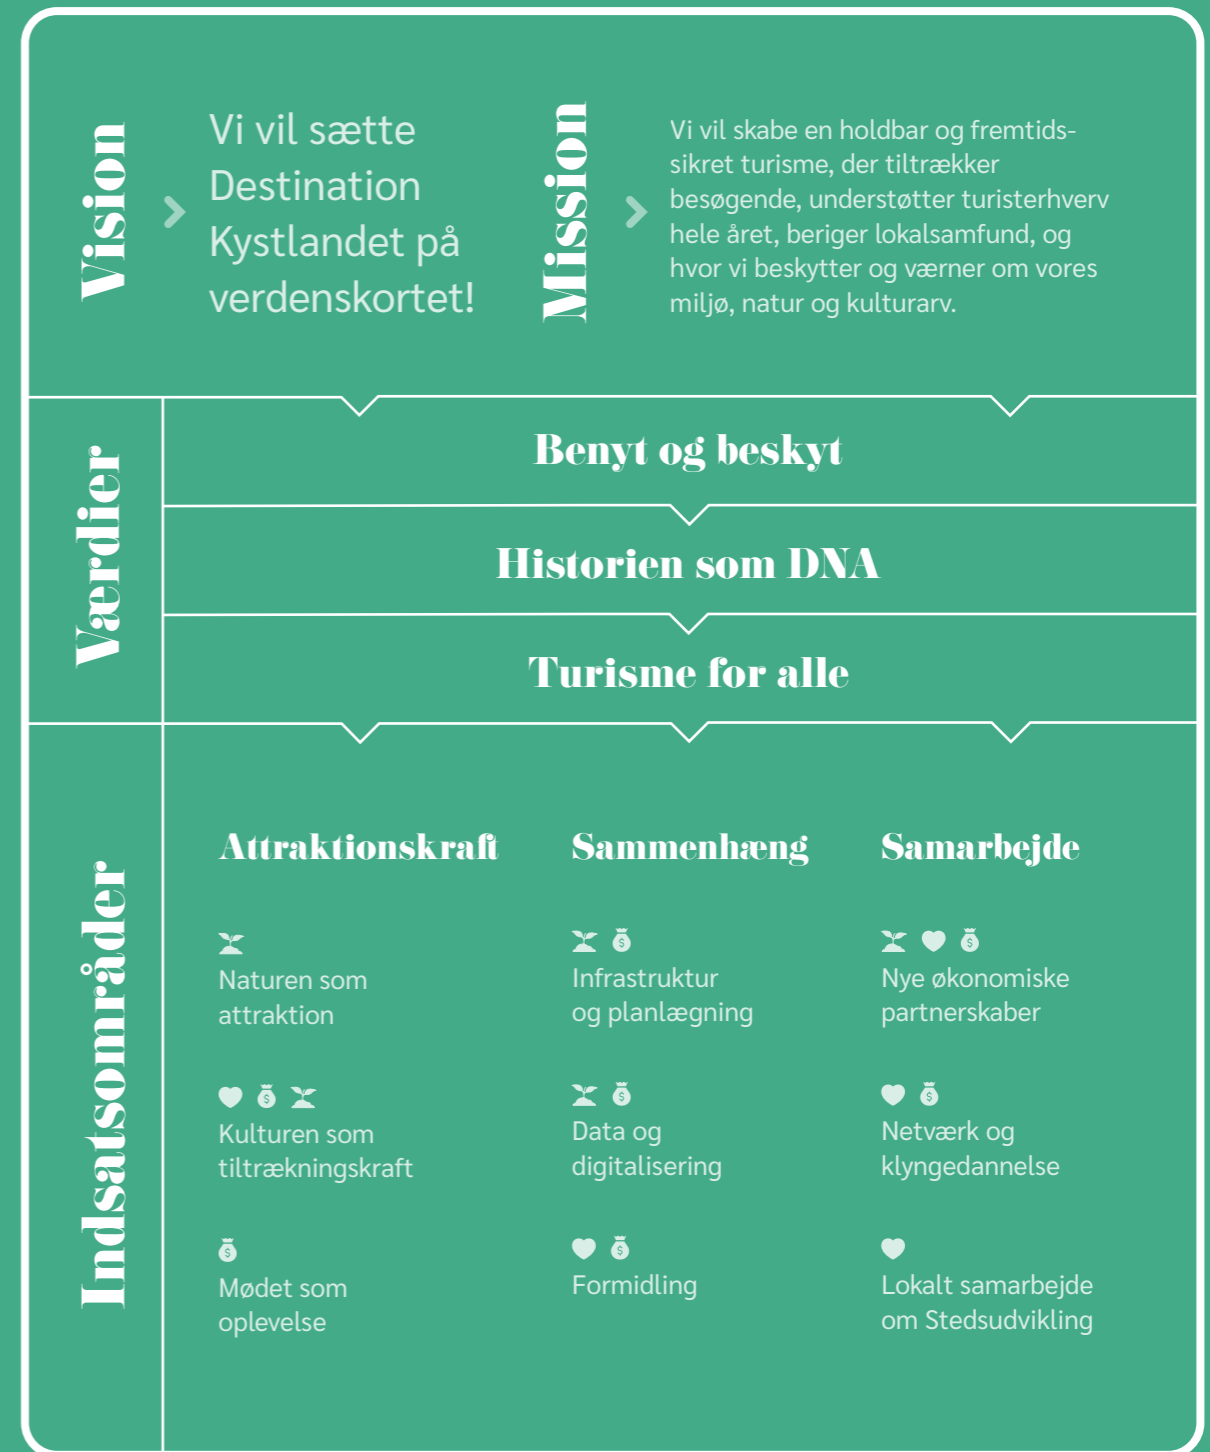 Vision
Vi vil sætte
Destination
Kystlandet på
verdenskortet!
Mission
Vi vil skabe en holdbar og fremtids-
sikret turisme, der tiltrækker
besøgende, understøtter turisterhverv
hele året, beriger lokalsamfund, og
hvor vi beskytter og værner om vores
miljø, natur og kulturarv.
Værdier
Benyt og beskyt
Historien som DNA
Turisme for alle
Indsatsområder
Attraktionskraft
Naturen som
attraktion
Kulturen som
tiltrækningskraft
Mødet som
oplevelse
Sammenhæng
Infrastruktur
og planlægning
Data og
digitalisering
Formidling
Samarbejde
Nye økonomiske
partnerskaber
Netværk og
klyngedannelse
Lokalt samarbejde
om Stedsudvikling